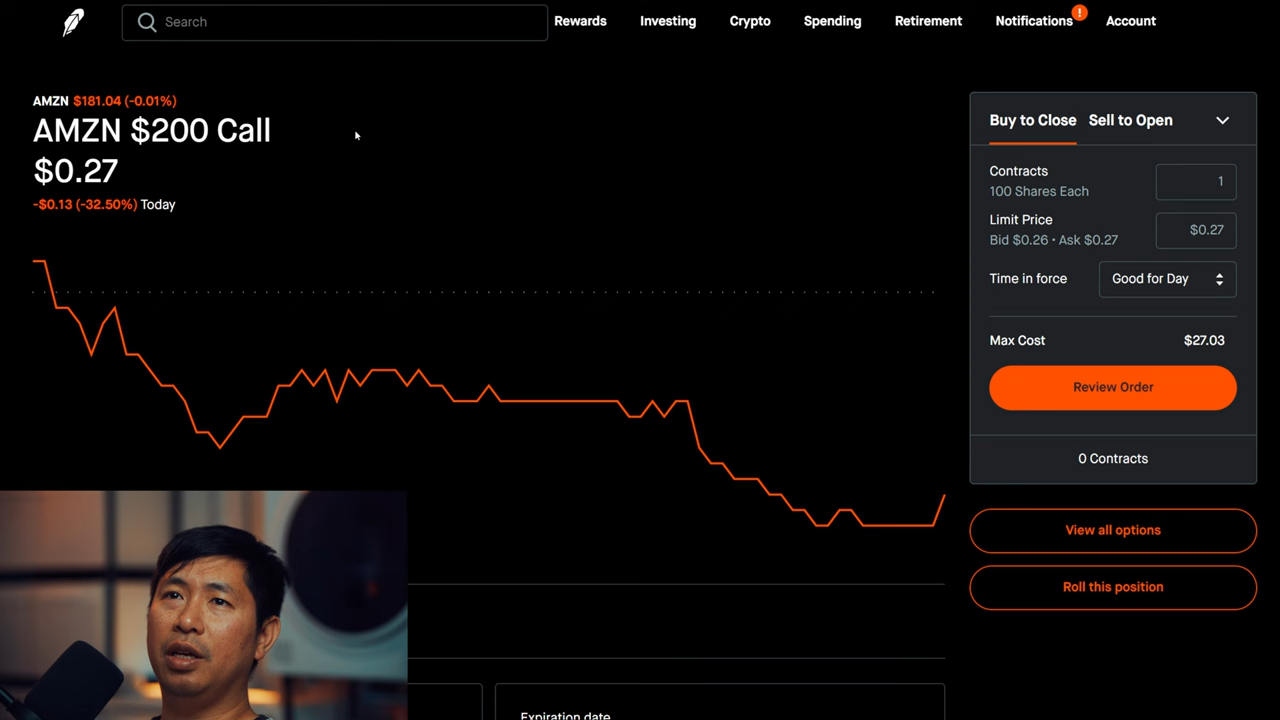 Search
Rewards
Investing
Crypto
Spending
Retirement
Notifications
!
Account
AMZN $181.04 (-0.01%)
AMZN $200 Call
$0.27
-$0.13 (-32.50%) Today
Buy to Close
Sell to Open
Contracts
100 Shares Each
1
Limit Price
Bid $0.26 • Ask $0.27
$0.27
Time in force
Good for Day
Max Cost
$27.03
Review Order
0 Contracts
View all options
Roll this position
Expiration date